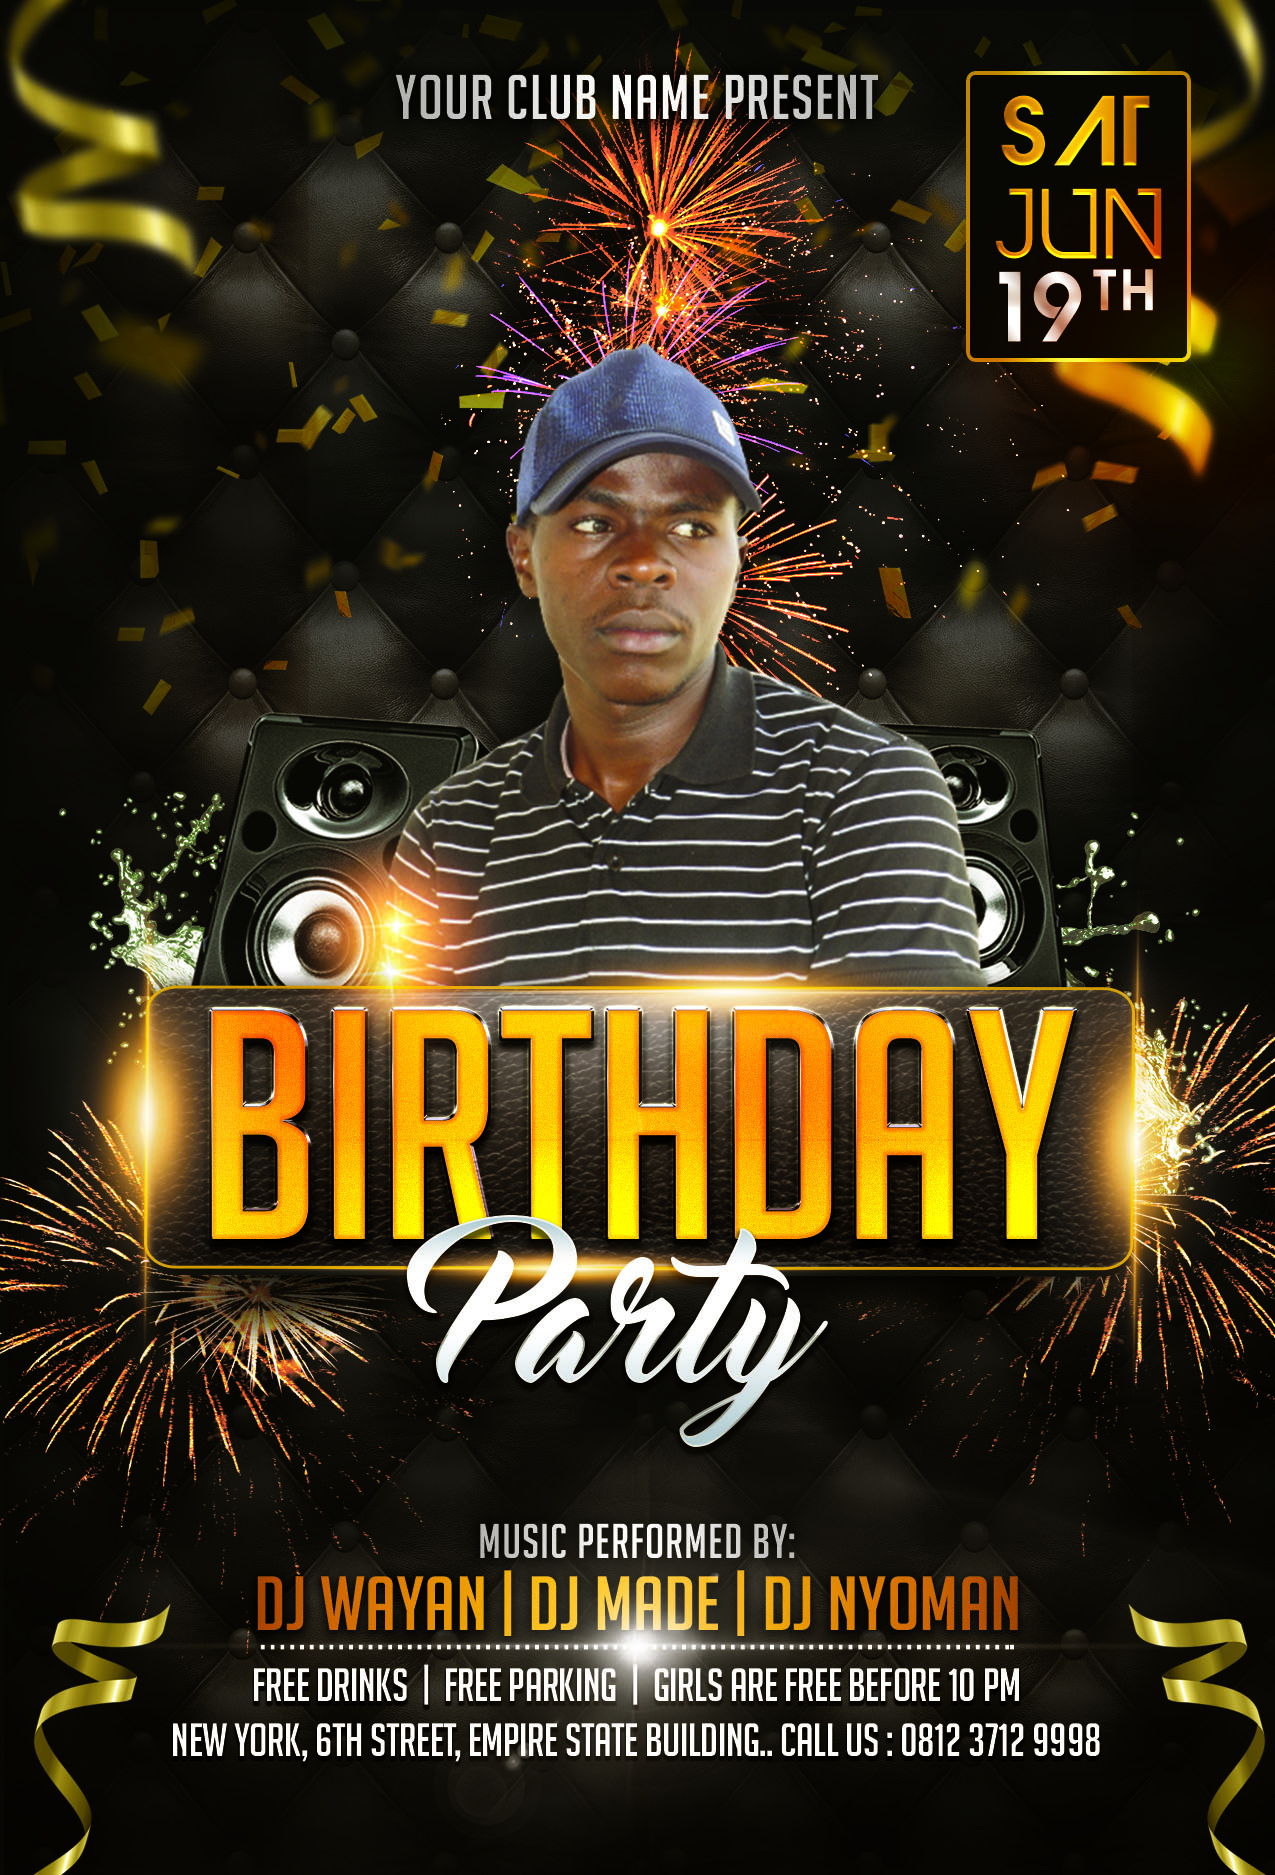 YOUR CLUB NAME PRESENT
SAT
JUN
19TH
BIRTHDAY
Party
MUSIC PERFORMED BY:
DJ WAYAN | DJ MADE | DJ NYOMAN
FREE DRINKS | FREE PARKING | GIRLS ARE FREE BEFORE 10 PM
NEW YORK, 6TH STREET, EMPIRE STATE BUILDING.. CALL US : 0812 3712 9998